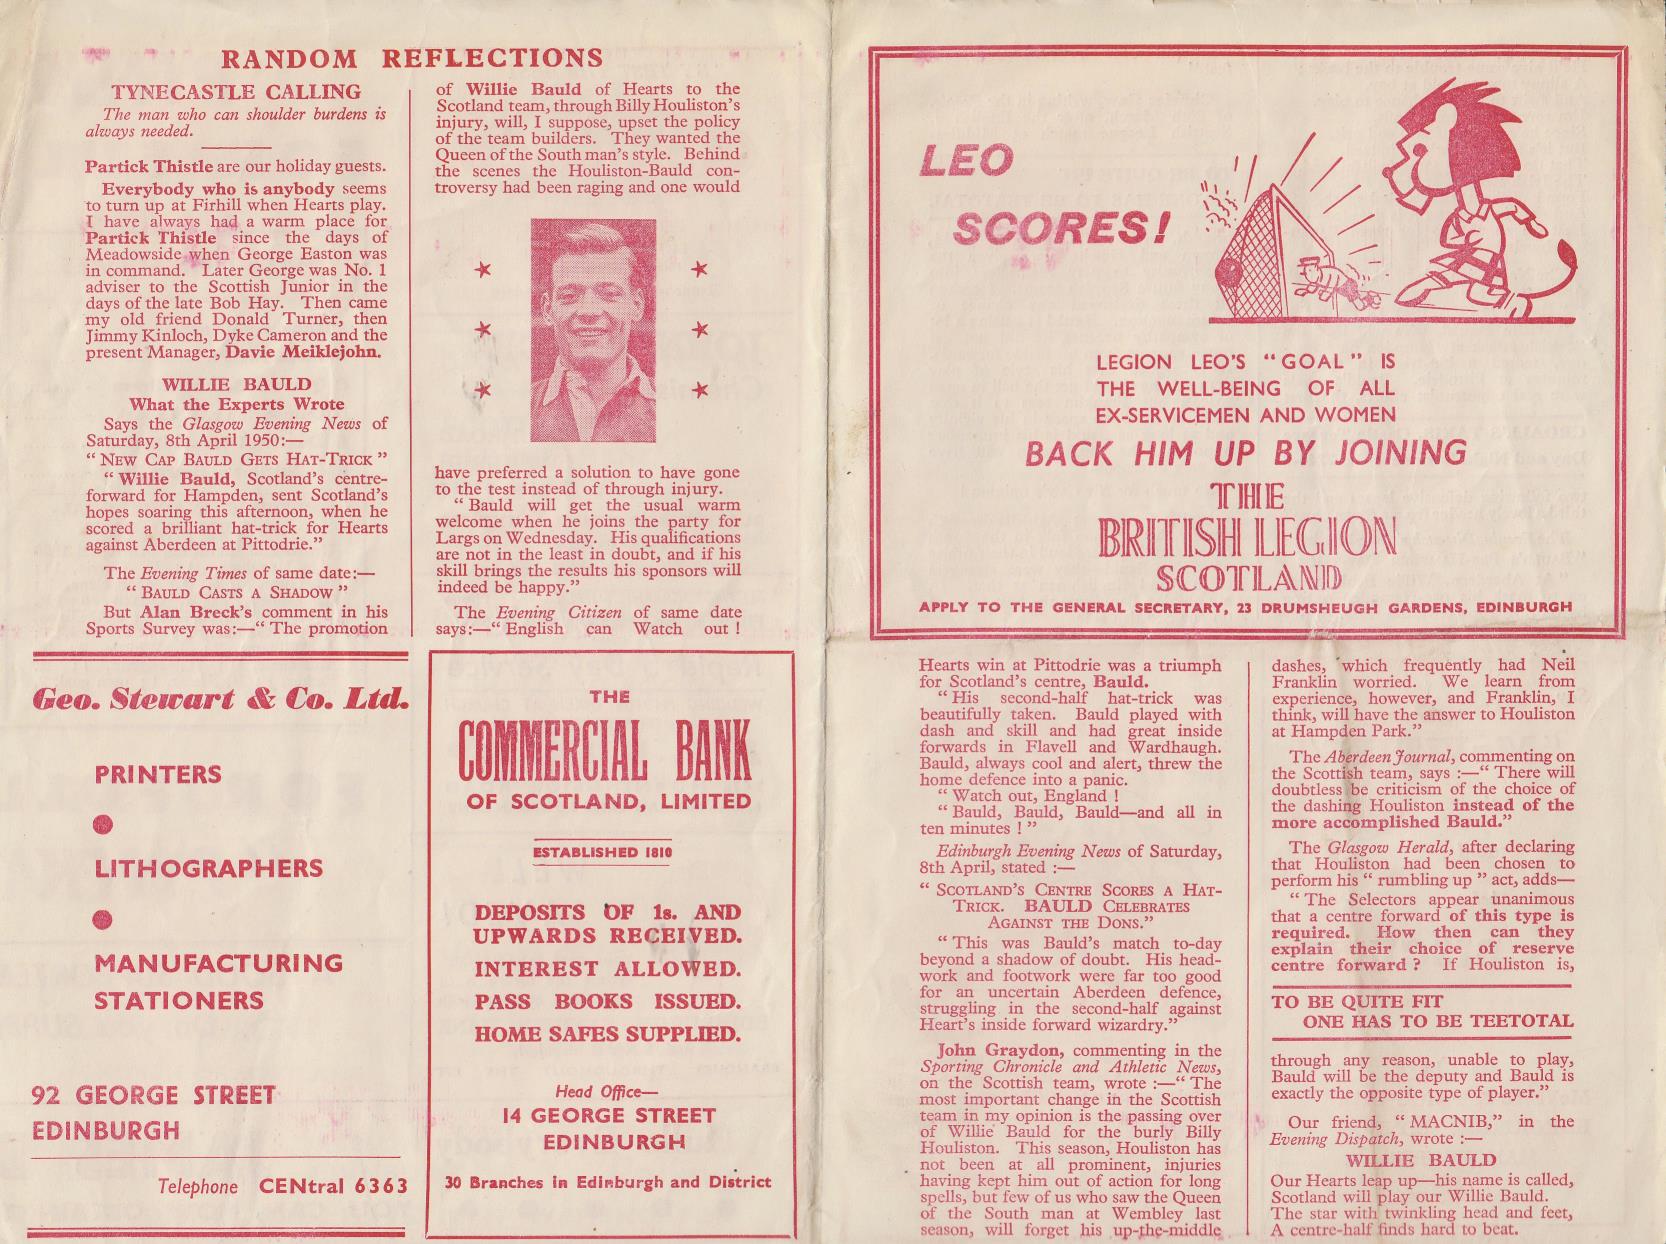 RANDOM REFLECTIONS
TYNECASTLE CALLING
The man who can shoulder burdens is
always needed.
Partick Thistle are our holiday guests.
Everybody who is anybody seems
to turn up at Firhill when Hearts play.
I have always had a warm place for
Partick Thistle since the days of
Meadowside when George Easton was
in command. Later George was No. 1
adviser to the Scottish Junior in the
days of the late Bob Hay. Then came
my old friend Donald Turner, then
Jimmy Kinloch, Dyke Cameron and the
present Manager, Davie Meiklejohn.
WILLIE BAULD
What the Experts Wrote
Says the Glasgow Evening News of
Saturday, 8th April 1950:—
“ NEW CAP BAULD GETS HAT-TRICK ”
“ Willie Bauld, Scotland's centre-
forward for Hampden, sent Scotland's
hopes soaring this afternoon, when he
scored a brilliant hat-trick for Hearts
against Aberdeen at Pittodrie.”
The Evening Times of same date:—
“ BAULD CASTS A SHADOW ”
But Alan Breck's comment in his
Sports Survey was:—“ The promotion
of Willie Bauld of Hearts to the
Scotland team, through Billy Houliston's
injury, will, I suppose, upset the policy
of the team builders. They wanted the
Queen of the South man's style. Behind
the scenes the Houliston-Bauld con-
troversy had been raging and one would
have preferred a solution to have gone
to the test instead of through injury.
“ Bauld will get the usual warm
welcome when he joins the party for
Largs on Wednesday. His qualifications
are not in the least in doubt, and if his
skill brings the results his sponsors will
indeed be happy.”
The Evening Citizen of same date
says:—“ English can Watch out !
Geo. Stewart & Co. Ltd.
PRINTERS
LITHOGRAPHERS
MANUFACTURING
STATIONERS
92 GEORGE STREET
EDINBURGH
Telephone CENtral 6363
THE
COMMERCIAL BANK
OF SCOTLAND, LIMITED
ESTABLISHED 1810
DEPOSITS OF 1s. AND
UPWARDS RECEIVED.
INTEREST ALLOWED.
PASS BOOKS ISSUED.
HOME SAFES SUPPLIED.
Head Office—
14 GEORGE STREET
EDINBURGH
30 Branches in Edinburgh and District
LEO
SCORES!
LEGION LEO'S “GOAL” IS
THE WELL-BEING OF ALL
EX-SERVICEMEN AND WOMEN
BACK HIM UP BY JOINING
THE
BRITISH LEGION
SCOTLAND
APPLY TO THE GENERAL SECRETARY, 23 DRUMSHEUGH GARDENS, EDINBURGH
Hearts win at Pittodrie was a triumph
for Scotland's centre, Bauld.
“ His second-half hat-trick was
beautifully taken. Bauld played with
dash and skill and had great inside
forwards in Flavell and Wardhaugh.
Bauld, always cool and alert, threw the
home defence into a panic.
“ Watch out, England !
“ Bauld, Bauld, Bauld—and all in
ten minutes ! ”
Edinburgh Evening News of Saturday,
8th April, stated :—
“ SCOTLAND'S CENTRE SCORES A HAT-
TRICK. BAULD CELEBRATES
AGAINST THE DONS.”
“ This was Bauld's match to-day
beyond a shadow of doubt. His head-
work and footwork were far too good
for an uncertain Aberdeen defence,
struggling in the second-half against
Heart's inside forward wizardry.”
John Graydon, commenting in the
Sporting Chronicle and Athletic News,
on the Scottish team, wrote :—“ The
most important change in the Scottish
team in my opinion is the passing over
of Willie Bauld for the burly Billy
Houliston. This season, Houliston has
not been at all prominent, injuries
having kept him out of action for long
spells, but few of us who saw the Queen
of the South man at Wembley last
season, will forget his up-the-middle
dashes, which frequently had Neil
Franklin worried. We learn from
experience, however, and Franklin, I
think, will have the answer to Houliston
at Hampden Park.”
The Aberdeen Journal, commenting on
the Scottish team, says :—“ There will
doubtless be criticism of the choice of
the dashing Houliston instead of the
more accomplished Bauld.”
The Glasgow Herald, after declaring
that Houliston had been chosen to
perform his “ rumbling up ” act, adds—
“ The Selectors appear unanimous
that a centre forward of this type is
required. How then can they
explain their choice of reserve
centre forward ? If Houliston is,
TO BE QUITE FIT
ONE HAS TO BE TEETOTAL
through any reason, unable to play,
Bauld will be the deputy and Bauld is
exactly the opposite type of player.”
Our friend, “ MACNIB,” in the
Evening Dispatch, wrote :—
WILLIE BAULD
Our Hearts leap up—his name is called,
Scotland will play our Willie Bauld.
The star with twinkling head and feet,
A centre-half finds hard to beat.